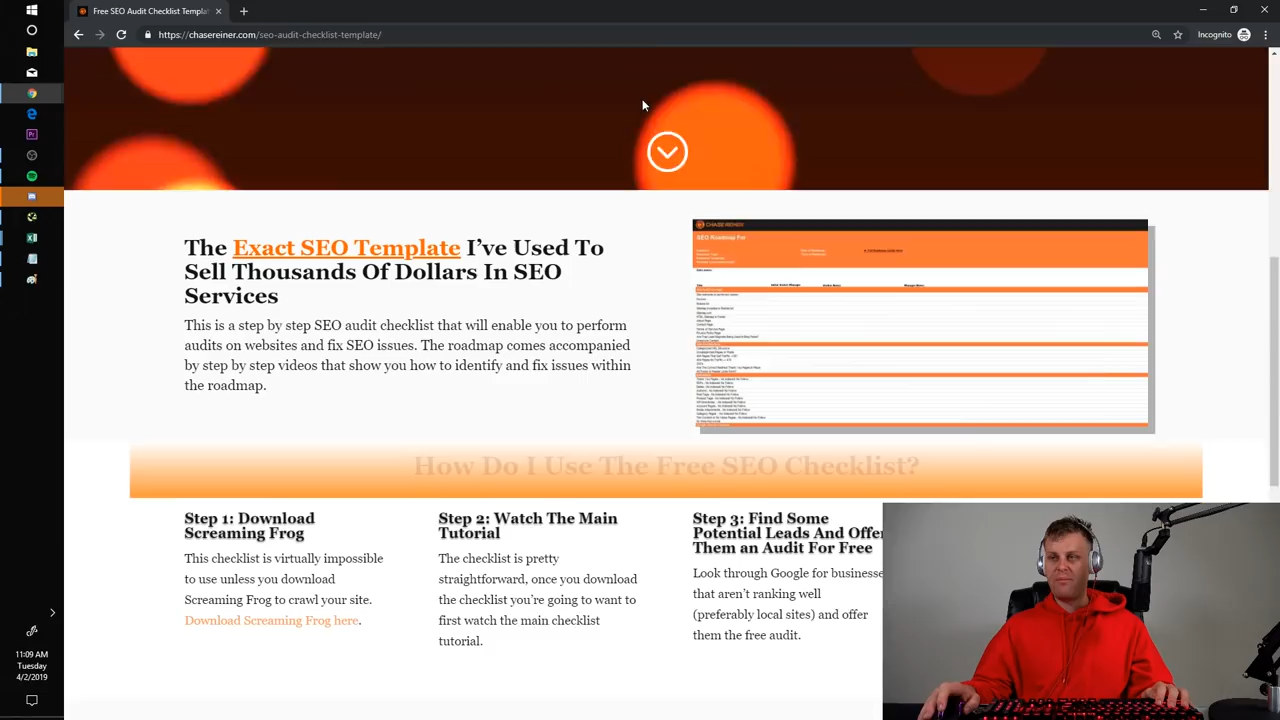 Free SEO Audit Checklist Templat
https://chasereiner.com/seo-audit-checklist-template/
Incognito
The Exact SEO Template I've Used To
Sell Thousands Of Dollars In SEO
Services
This is a step by step SEO audit checklist that will enable you to perform
audits on websites and fix SEO issues. The roadmap comes accompanied
by step by step videos that show you how to identify and fix issues within
the roadmap.
CHASE REINER
SEO Roadmap For
How Do I Use The Free SEO Checklist?
Step 1: Download
Screaming Frog
This checklist is virtually impossible
to use unless you download
Screaming Frog to crawl your site.
Download Screaming Frog here.
Step 2: Watch The Main
Tutorial
The checklist is pretty
straightforward, once you download
the checklist you're going to want to
first watch the main checklist
tutorial.
Step 3: Find Some
Potential Leads And Offer
Them an Audit For Free
Look through Google for businesse
that aren't ranking well
(preferably local sites) and offer
them the free audit.
11:09 AM
Tuesday
4/2/2019